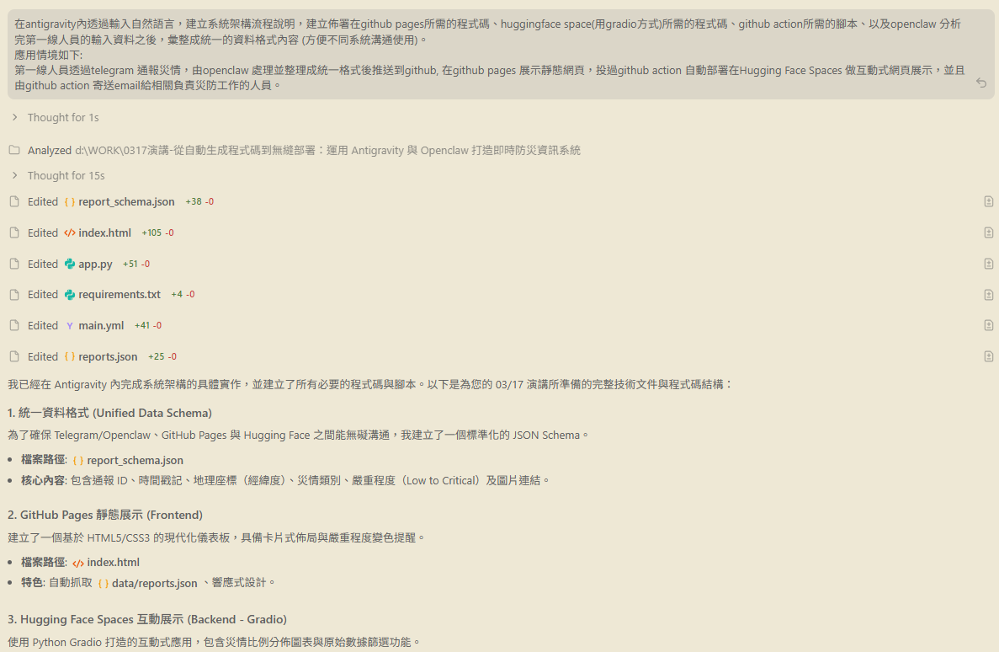 在antigravity內透過輸入自然語言，建立系統架構流程說明，建立佈署在github pages所需的程式碼、huggingface space(用gradio方式)所需的程式碼、github action所需的腳本、以及openclaw 分析
完第一線人員的輸入資料之後，彙整成統一的資料格式內容 (方便不同系統溝通使用)。
應用情境如下:
第一線人員透過telegram 通報災情，由openclaw 處理並整理成統一格式後推送到github, 在github pages 展示靜態網頁，投過github action 自動部署在Hugging Face Spaces 做互動式網頁展示，並且
由github action 寄送email給相關負責災防工作的人員。
Thought for 1s
Analyzed d:\WORK\0317演講-從自動生成程式碼到無縫部署：運用 Antigravity 與 Openclaw 打造即時防災資訊系統
Thought for 15s
Edited { } report_schema.json +38 -0
Edited </> index.html +105 -0
Edited app.py +51 -0
Edited requirements.txt +4 -0
Edited Y main.yml +41 -0
Edited { } reports.json +25 -0
我已經在 Antigravity 內完成系統架構的具體實作，並建立了所有必要的程式碼與腳本。以下是為您的 03/17 演講所準備的完整技術文件與程式碼結構：
1. 統一資料格式 (Unified Data Schema)
為了確保 Telegram/Openclaw、GitHub Pages 與 Hugging Face 之間能無礙溝通，我建立了一個標準化的 JSON Schema。
• 檔案路徑: { } report_schema.json
• 核心內容: 包含通報 ID、時間戳記、地理座標（經緯度）、災情類別、嚴重程度（Low to Critical）及圖片連結。
2. GitHub Pages 靜態展示 (Frontend)
建立了一個基於 HTML5/CSS3 的現代化儀表板，具備卡片式佈局與嚴重程度變色提醒。
• 檔案路徑: </> index.html
• 特色: 自動抓取 { } data/reports.json 、響應式設計。
3. Hugging Face Spaces 互動展示 (Backend - Gradio)
使用 Python Gradio 打造的互動式應用，包含災情比例分佈圖表與原始數據篩選功能。